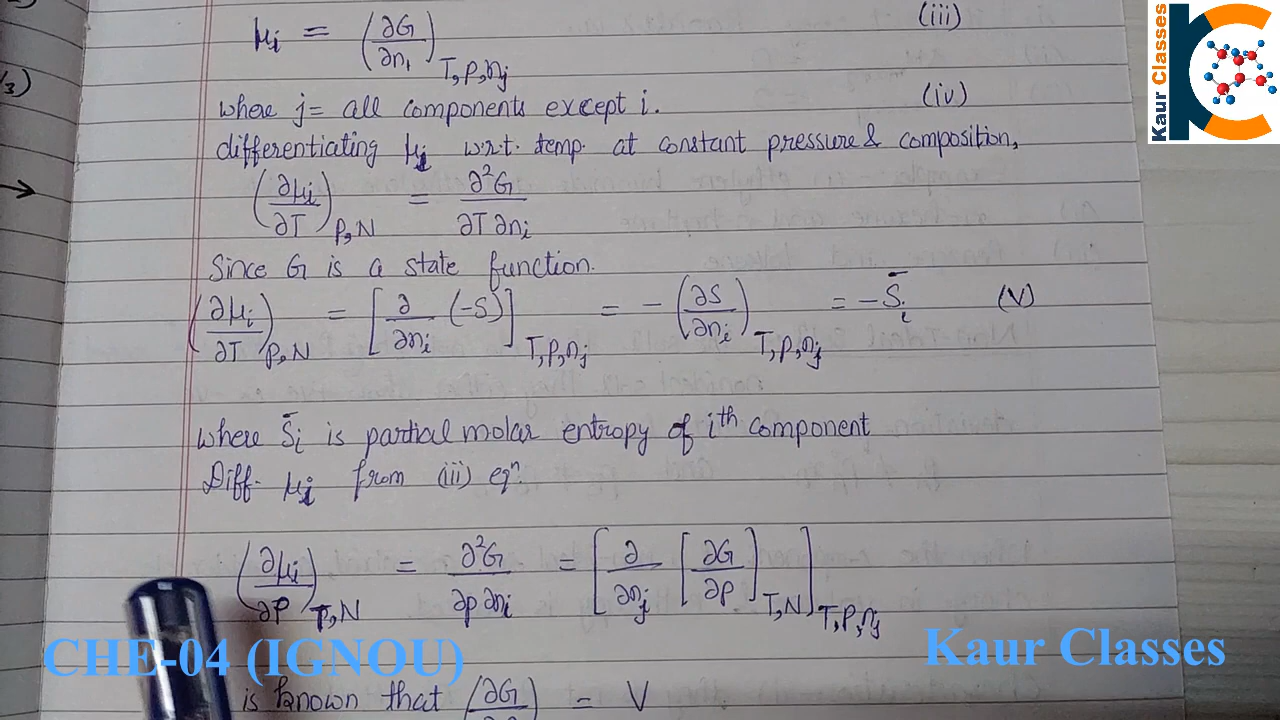 μi = (∂G/∂n₁)T,P,nj (iii)
where j = all components except i. (iv)
differentiating μi w.r.t. temp. at constant pressure & composition,
(∂μi/∂T)P,N = ∂²G/∂T ∂ni
Since G is a state function.
(∂μi/∂T)P,N = [∂/∂ni (-S)]T,P,nj = -(∂S/∂ni)T,P,nj = -S̄i (V)
where S̄i is partial molar entropy of ith component
Diff. μi from (iii) eqⁿ.
(∂μi/∂P)T,N = ∂²G/∂P ∂ni = [∂/∂nj [∂G/∂P]T,N]T,P,nj
is known that (∂G/ ) = V
/3)
→
Kaur Classes
CHE-04 (IGNOU)
Kaur Classes